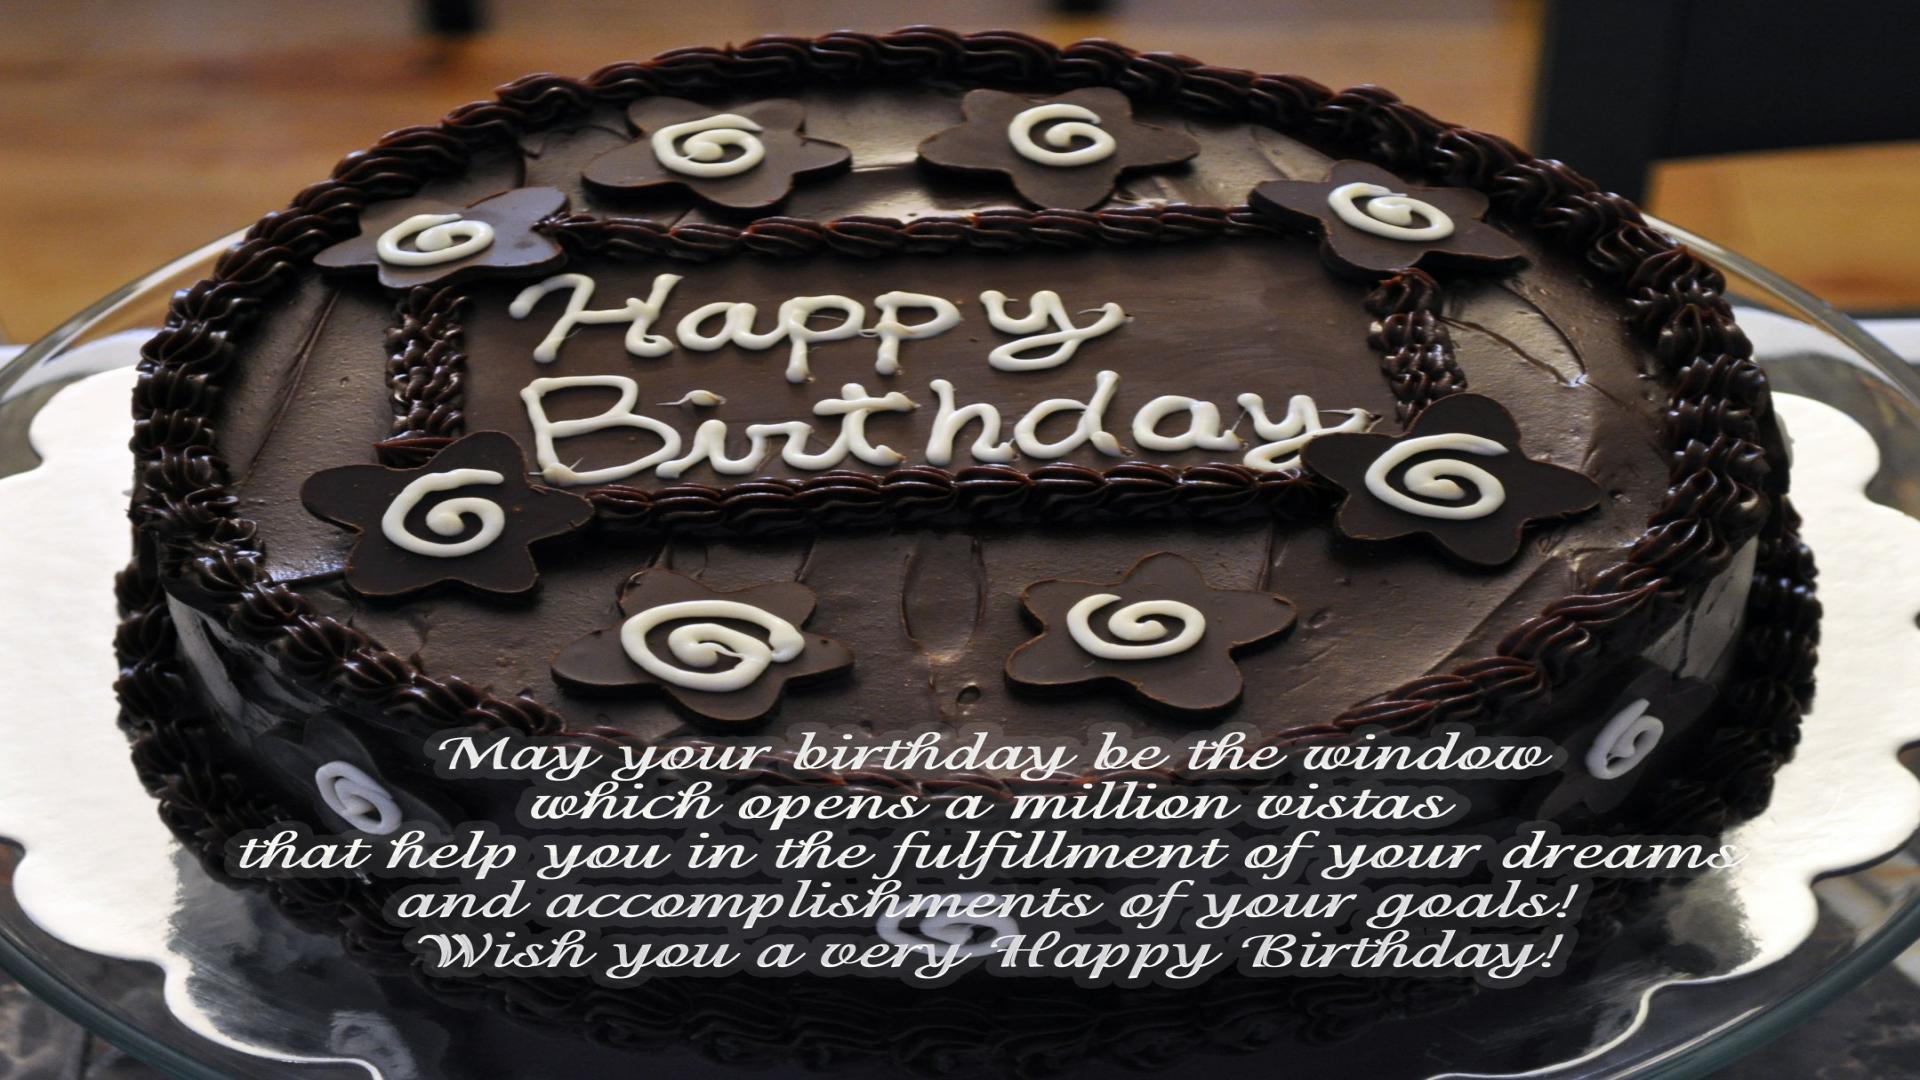 Happy
Birthday
May your birthday be the window
which opens a million vistas
that help you in the fulfillment of your dreams
and accomplishments of your goals!
Wish you a very Happy Birthday!